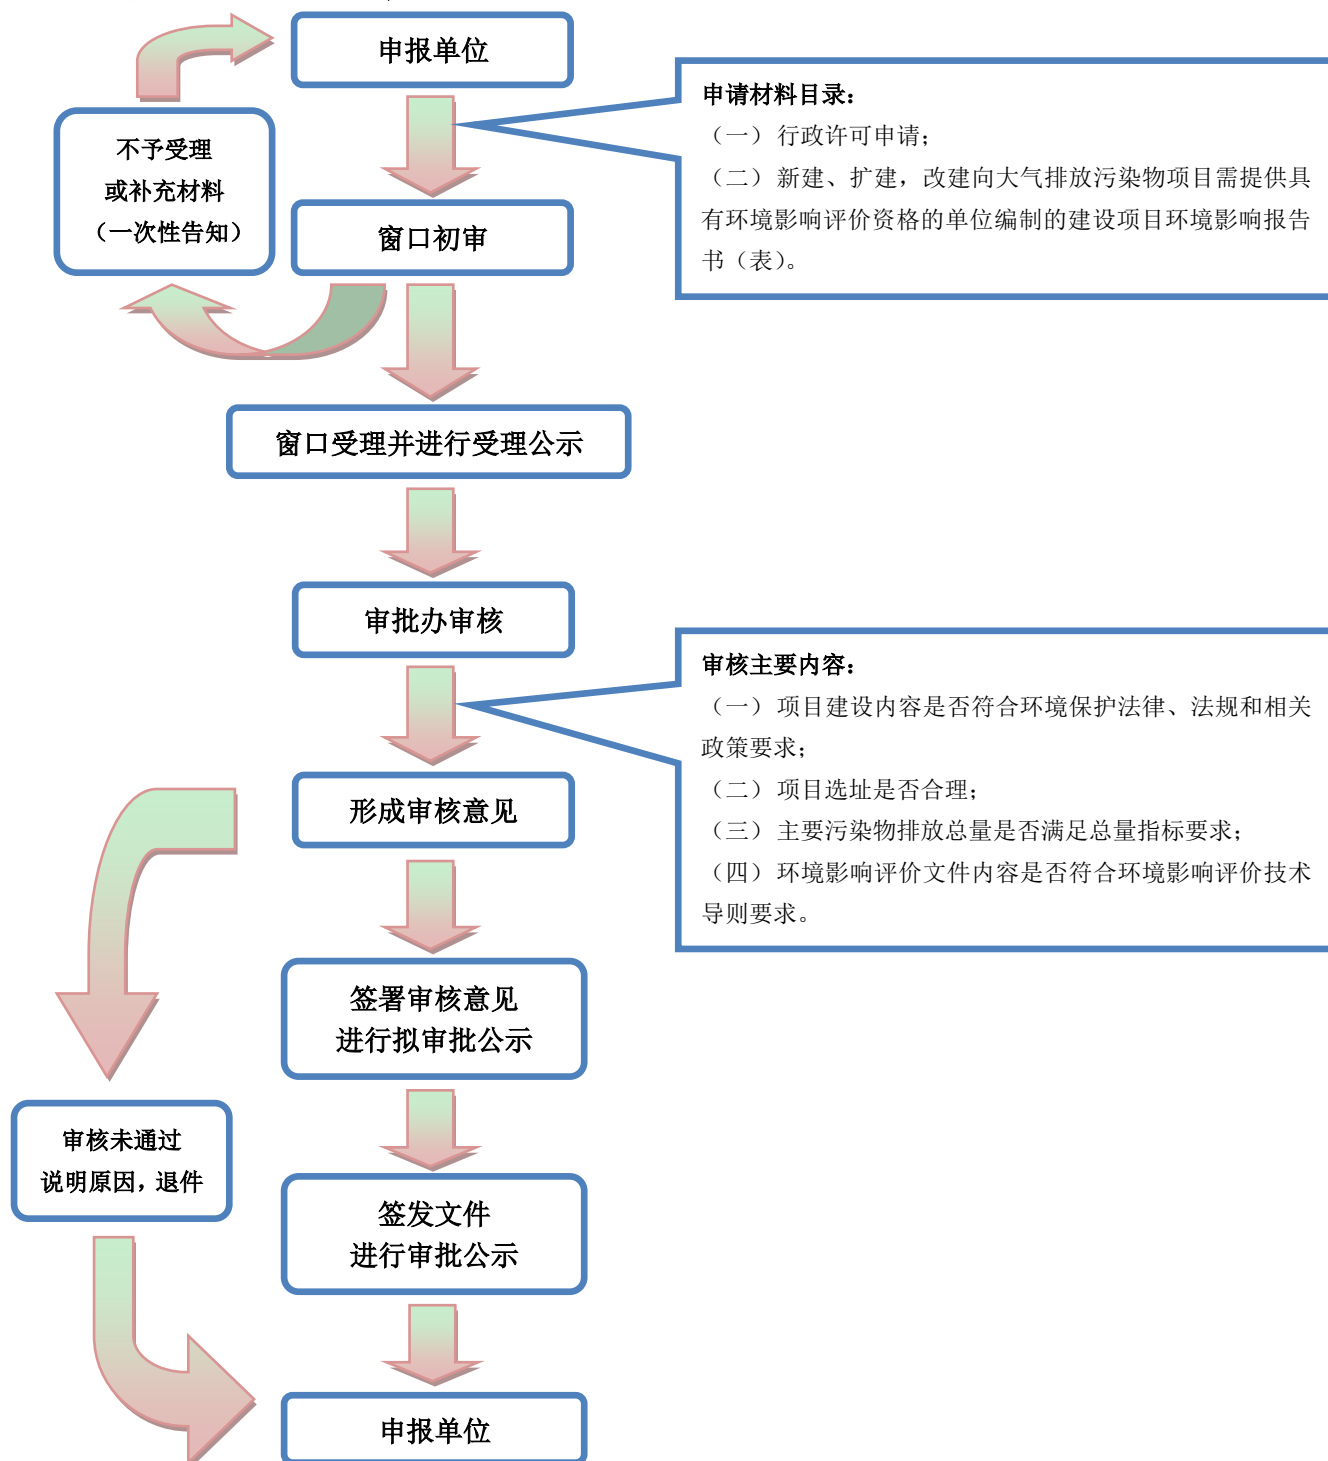 申报单位
申请材料目录：
（一） 行政许可申请；
（二） 新建、扩建，改建向大气排放污染物项目需提供具
有环境影响评价资格的单位编制的建设项目环境影响报告
书（表）。
不予受理
或补充材料
（一次性告知）
窗口初审
窗口受理并进行受理公示
审批办审核
审核主要内容：
（一） 项目建设内容是否符合环境保护法律、法规和相关
政策要求；
（二） 项目选址是否合理；
（三） 主要污染物排放总量是否满足总量指标要求；
（四） 环境影响评价文件内容是否符合环境影响评价技术
导则要求。
形成审核意见
签署审核意见
进行拟审批公示
审核未通过
说明原因，退件
签发文件
进行审批公示
申报单位